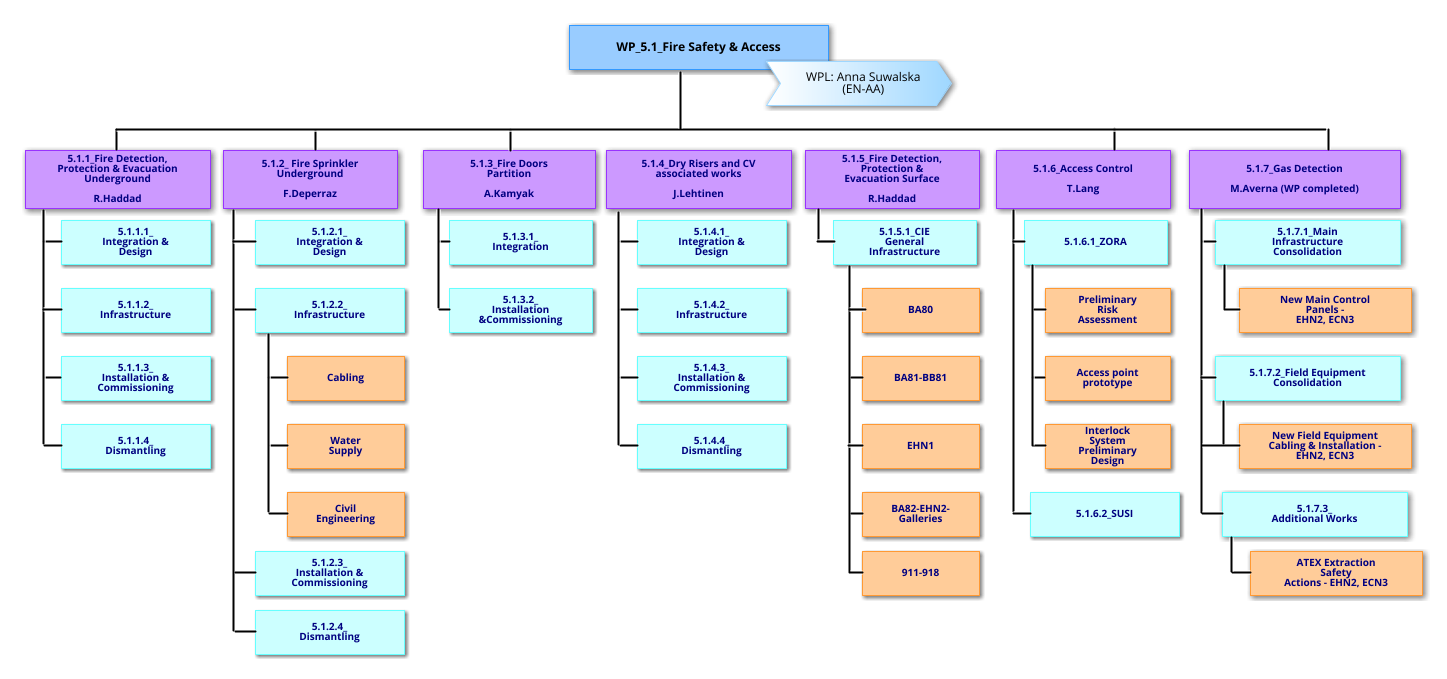 WP_5.1_Fire Safety & Access
WPL: Anna Suwalska
(EN-AA)
5.1.1_Fire Detection,
Protection & Evacuation
Underground
R.Haddad
5.1.1.1_
Integration &
Design
5.1.1.2_
Infrastructure
5.1.1.3_
Installation &
Commissioning
5.1.1.4_
Dismantling
5.1.2_ Fire Sprinkler
Underground
F.Deperraz
5.1.2.1_
Integration &
Design
5.1.2.2_
Infrastructure
Cabling
Water
Supply
Civil
Engineering
5.1.2.3_
Installation &
Commissioning
5.1.2.4_
Dismantling
5.1.3_Fire Doors
Partition
A.Kamyak
5.1.3.1_
Integration
5.1.3.2_
Installation
&Commissioning
5.1.4_Dry Risers and CV
associated works
J.Lehtinen
5.1.4.1_
Integration &
Design
5.1.4.2_
Infrastructure
5.1.4.3_
Installation &
Commissioning
5.1.4.4_
Dismantling
5.1.5_Fire Detection,
Protection &
Evacuation Surface
R.Haddad
5.1.5.1_CIE
General
Infrastructure
BA80
BA81-BB81
EHN1
BA82-EHN2-
Galleries
911-918
5.1.6_Access Control
T.Lang
5.1.6.1_ZORA
Preliminary
Risk
Assessment
Access point
prototype
Interlock
System
Preliminary
Design
5.1.6.2_SUSI
5.1.7_Gas Detection
M.Averna (WP completed)
5.1.7.1_Main
Infrastructure
Consolidation
New Main Control
Panels -
EHN2, ECN3
5.1.7.2_Field Equipment
Consolidation
New Field Equipment
Cabling & Installation -
EHN2, ECN3
5.1.7.3_
Additional Works
ATEX Extraction
Safety
Actions - EHN2, ECN3